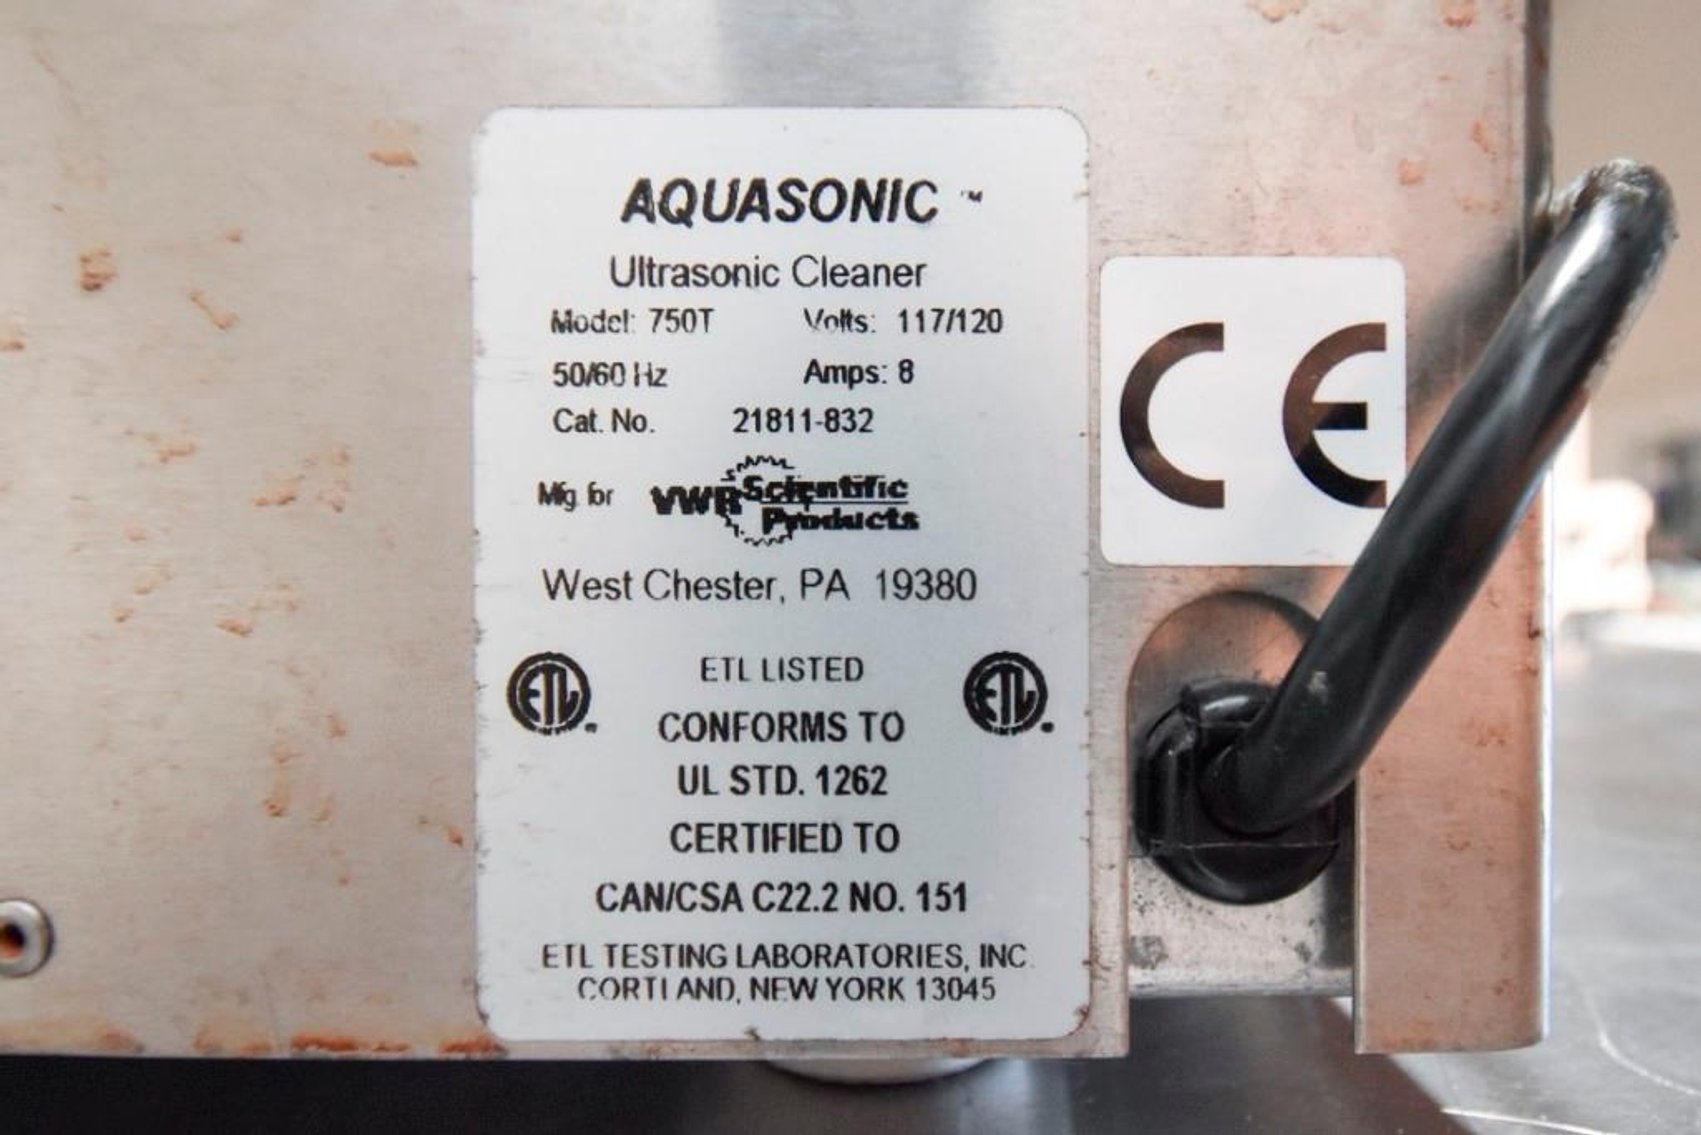 AQUASONIC ™
Ultrasonic Cleaner
Model: 750T Volts: 117/120
50/60 Hz Amps: 8
Cat. No. 21811-832
Mfg. for VWR Scientific Products
West Chester, PA 19380
ETL LISTED
ETL ETL
CONFORMS TO
UL STD. 1262
CERTIFIED TO
CAN/CSA C22.2 NO. 151
ETL TESTING LABORATORIES, INC.
CORTLAND, NEW YORK 13045
CE